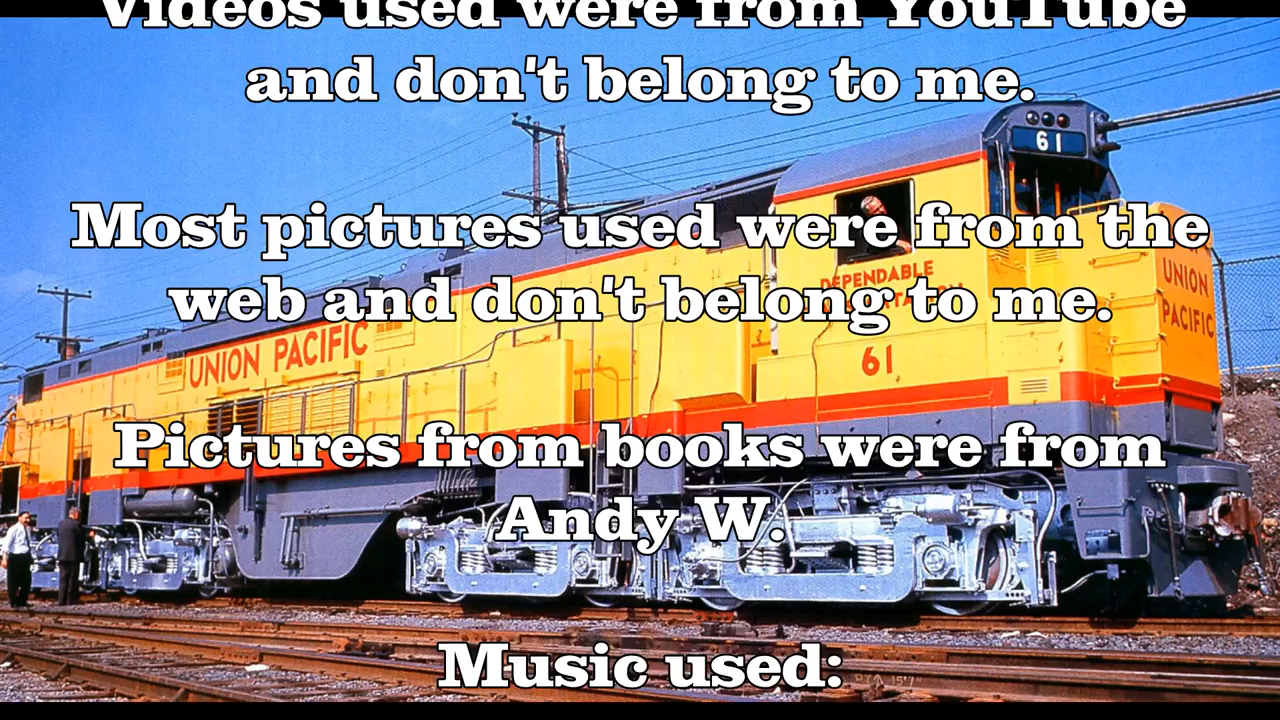 Videos used were from YouTube
and don't belong to me.
61
Most pictures used were from the
web and don't belong to me.
DEPENDABLE
UNION
PACIFIC
UNION PACIFIC
61
Pictures from books were from
Andy W.
Music used: